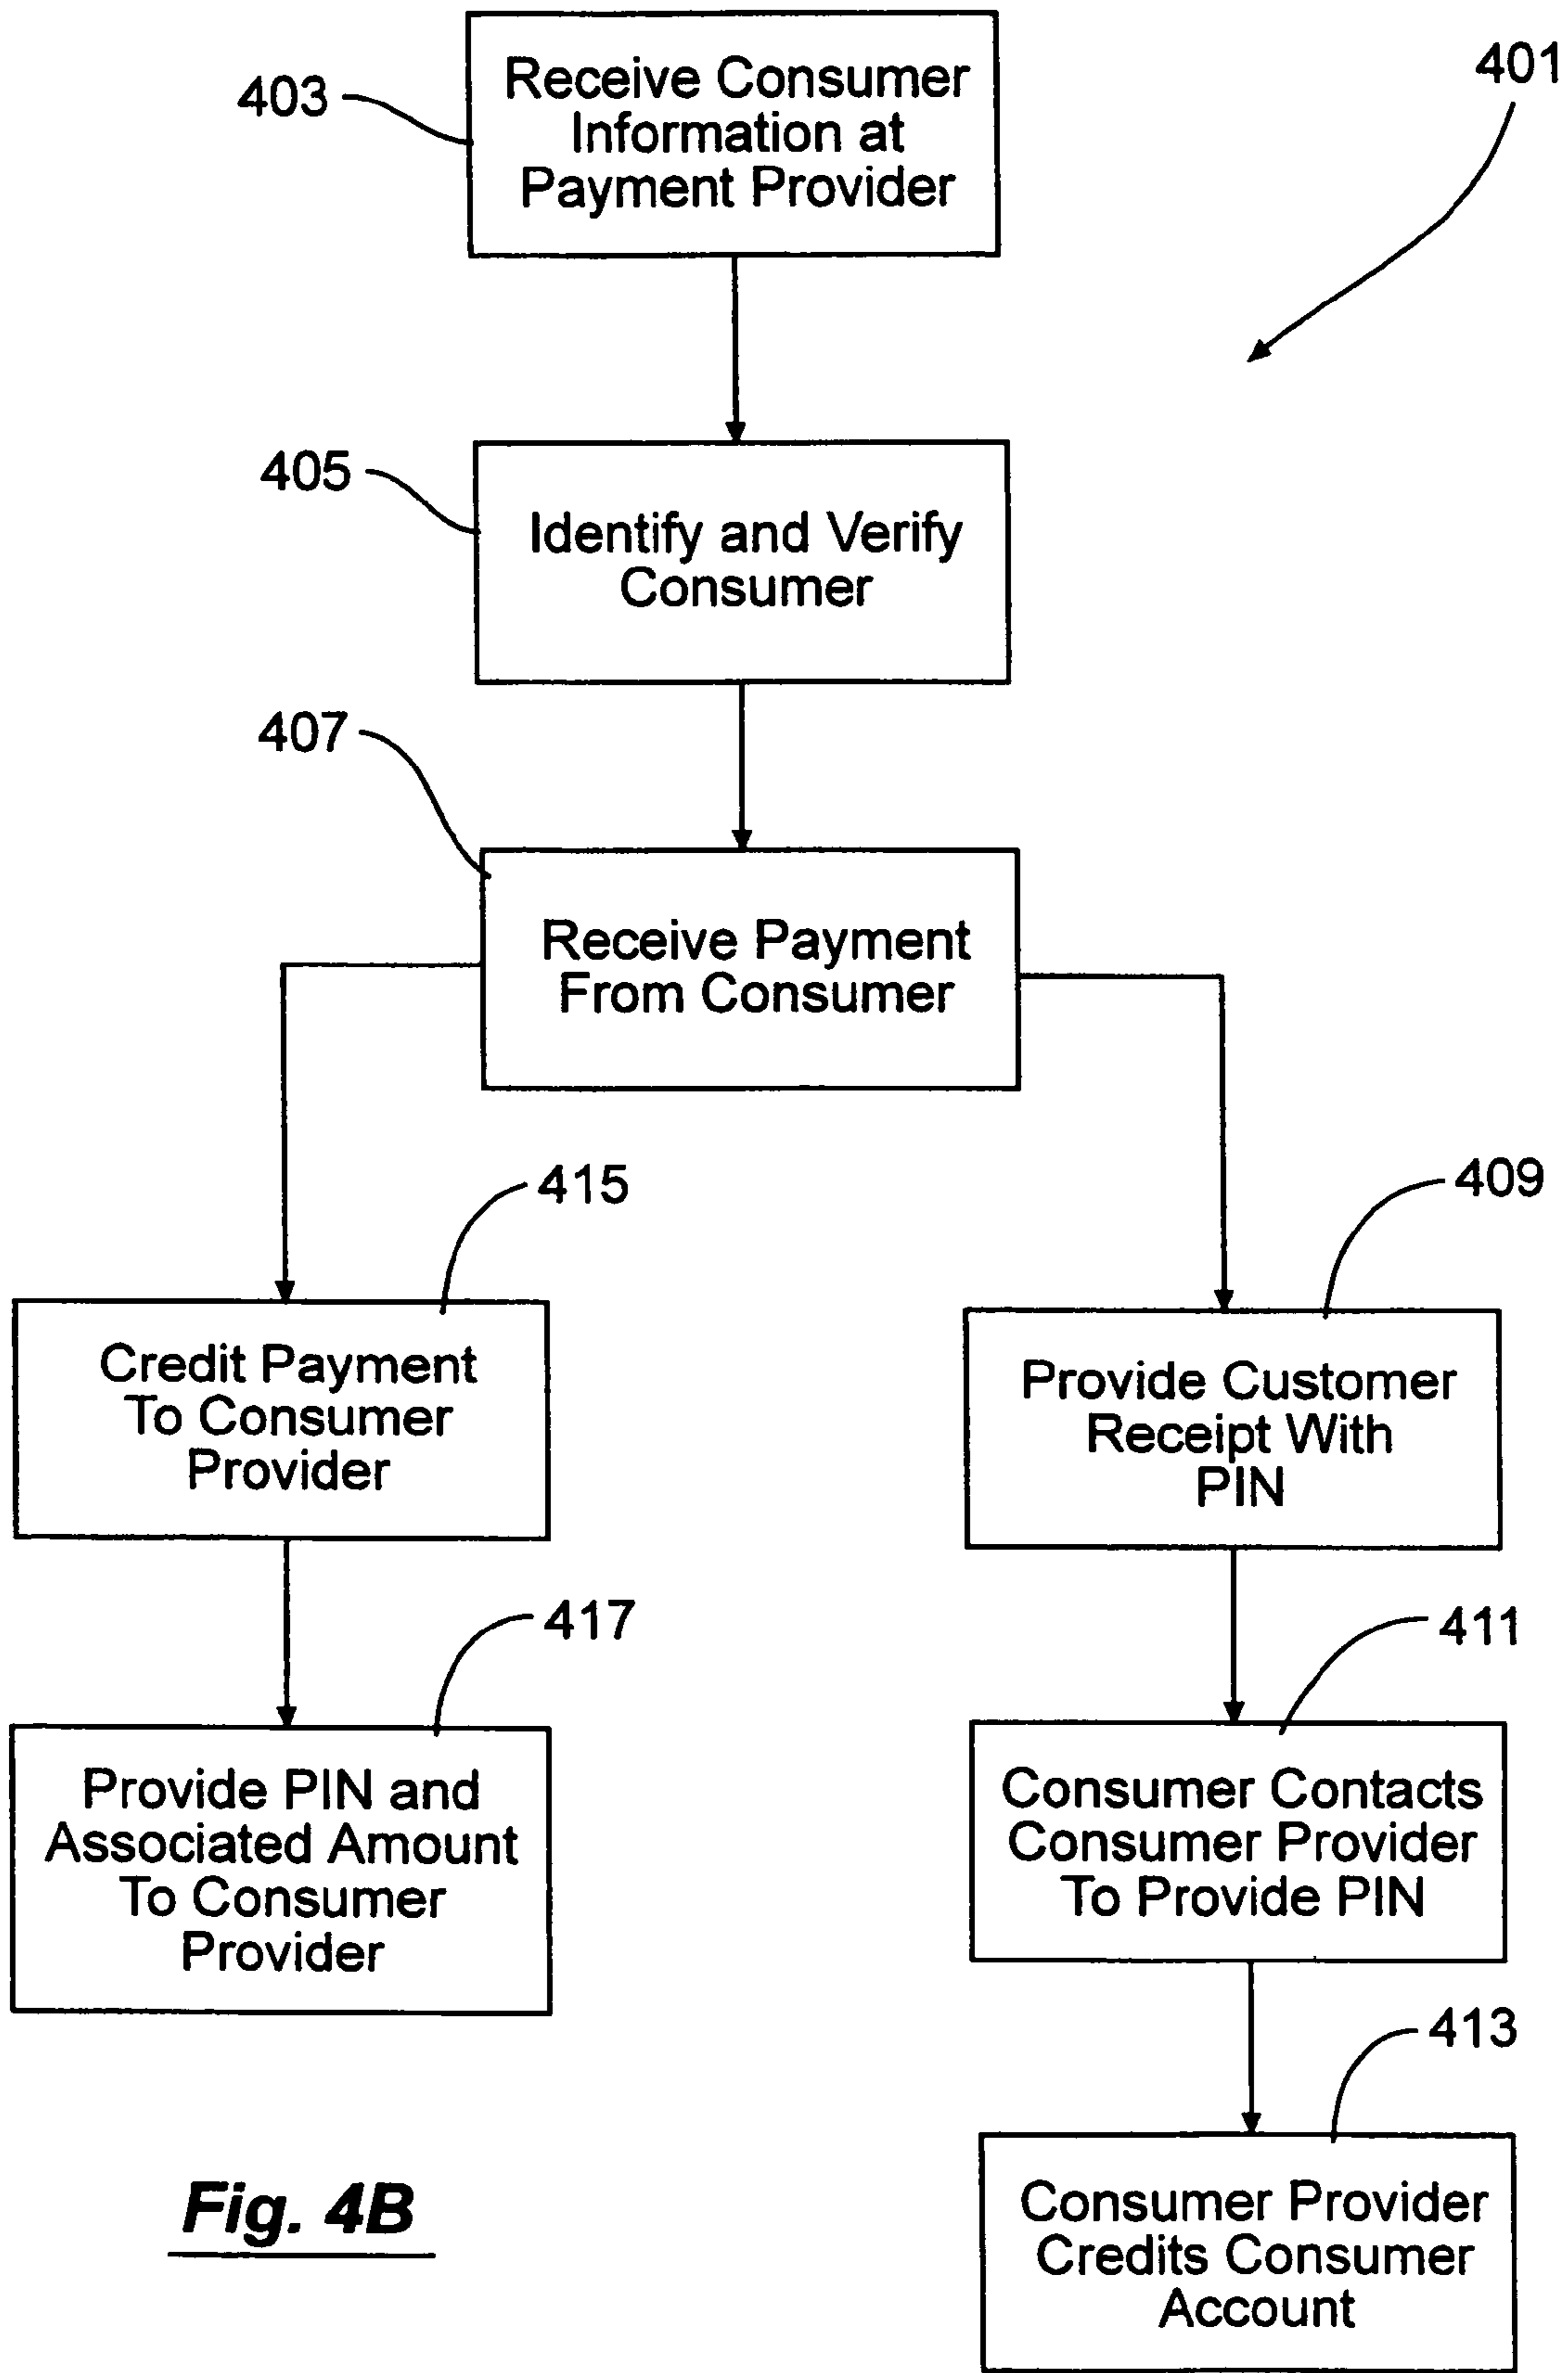 403
Receive Consumer
Information at
Payment Provider
401
405
Identify and Verify
Consumer
407
Receive Payment
From Consumer
415
Credit Payment
To Consumer
Provider
409
Provide Customer
Receipt With
PIN
417
Provide PIN and
Associated Amount
To Consumer
Provider
411
Consumer Contacts
Consumer Provider
To Provide PIN
413
Consumer Provider
Credits Consumer
Account
Fig. 4B